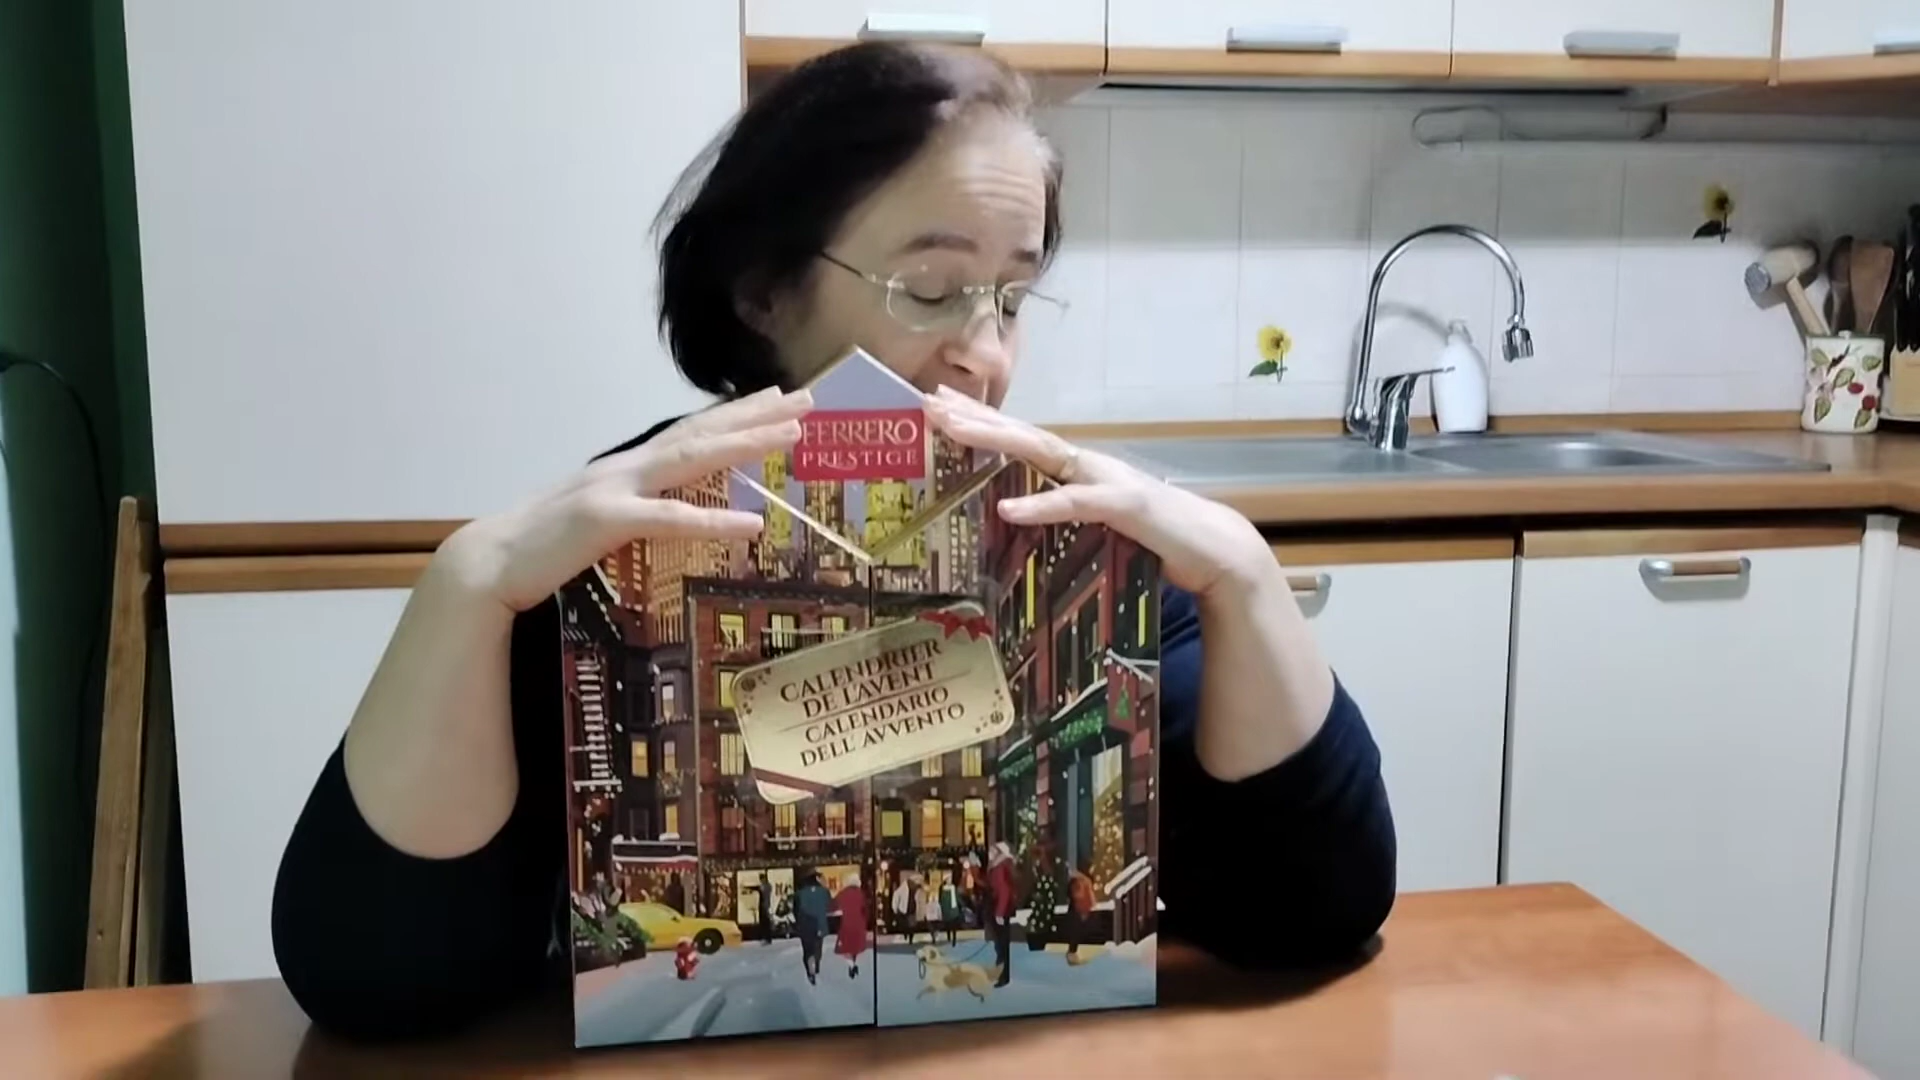 FERRERO
PRESTIGE
CALENDRIER
DE L'AVENT
CALENDARIO
DELL'AVVENTO